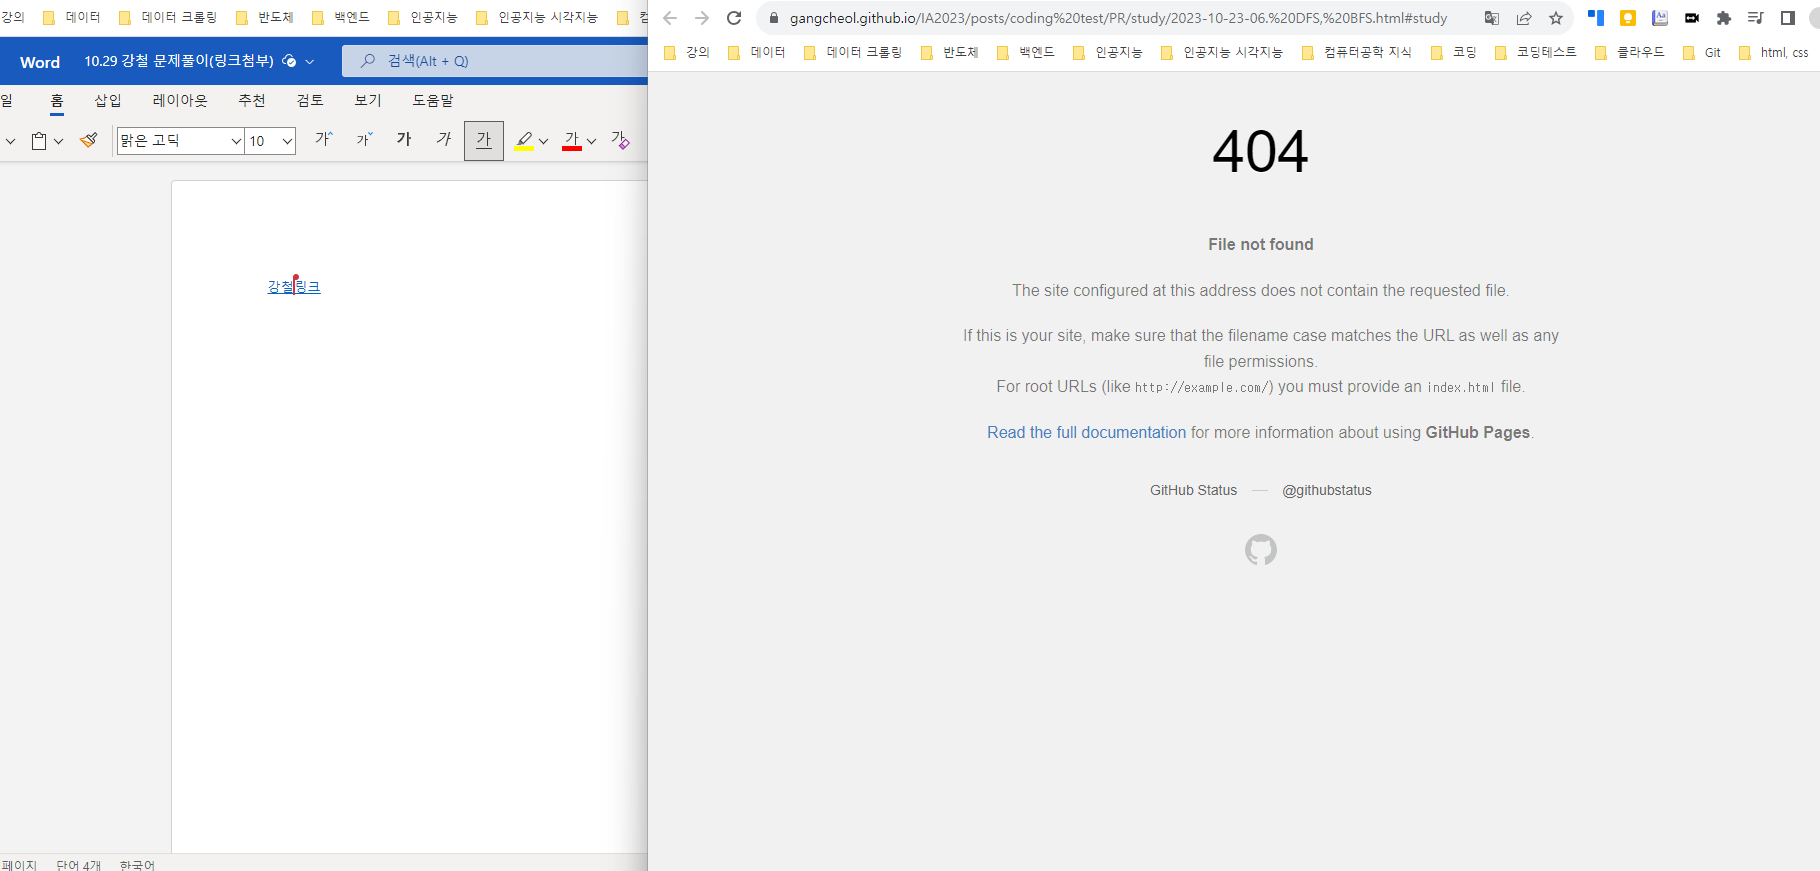 강의 데이터 데이터 크롤링 반도체 백엔드 인공지능 인공지능 시각지능
Word 10.29 강철 문제풀이(링크첨부) 검색(Alt + Q)
일 홈 삽입 레이아웃 추천 검토 보기 도움말
맑은 고딕 10 가 가 가 가 가 가 가
강철링크
페이지 단어 4개 한국어
gangcheol.github.io/IA2023/posts/coding%20test/PR/study/2023-10-23-06.%20DFS,%20BFS.html#study
강의 데이터 데이터 크롤링 반도체 백엔드 인공지능 인공지능 시각지능 컴퓨터공학 지식 코딩 코딩테스트 클라우드 Git html, css
404
File not found
The site configured at this address does not contain the requested file.
If this is your site, make sure that the filename case matches the URL as well as any
file permissions.
For root URLs (like http://example.com/) you must provide an index.html file.
Read the full documentation for more information about using GitHub Pages.
GitHub Status — @githubstatus